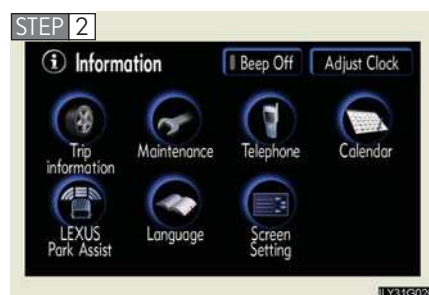 STEP 2
i Information
Beep Off
Adjust Clock
Trip
information
Maintenance
Telephone
Calendar
LEXUS
Park Assist
Language
Screen
Setting